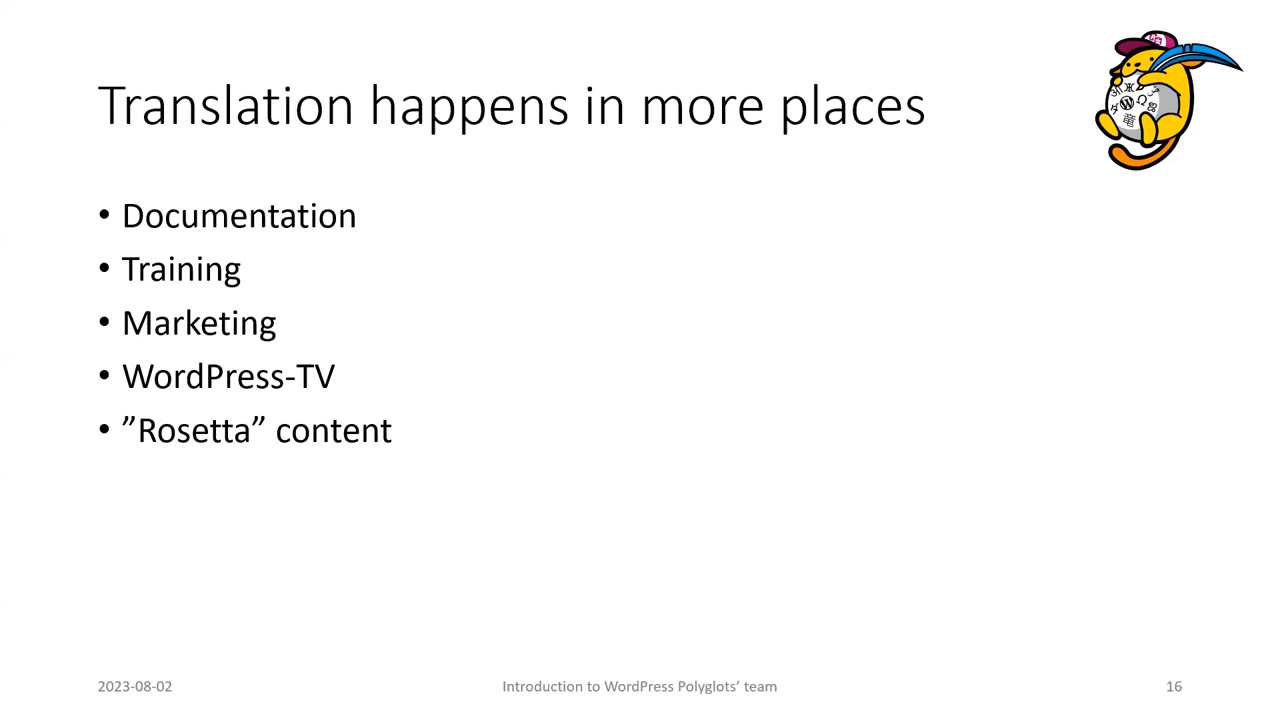 Translation happens in more places
• Documentation
• Training
• Marketing
• WordPress-TV
• ”Rosetta” content
2023-08-02
Introduction to WordPress Polyglots’ team
16